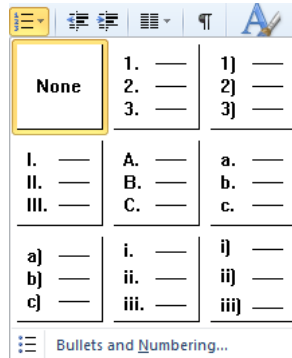 None
1.
2.
3.
1)
2)
3)
I.
II.
III.
A.
B.
C.
a.
b.
c.
a)
b)
c)
i.
ii.
iii.
i)
ii)
iii)
Bullets and Numbering...